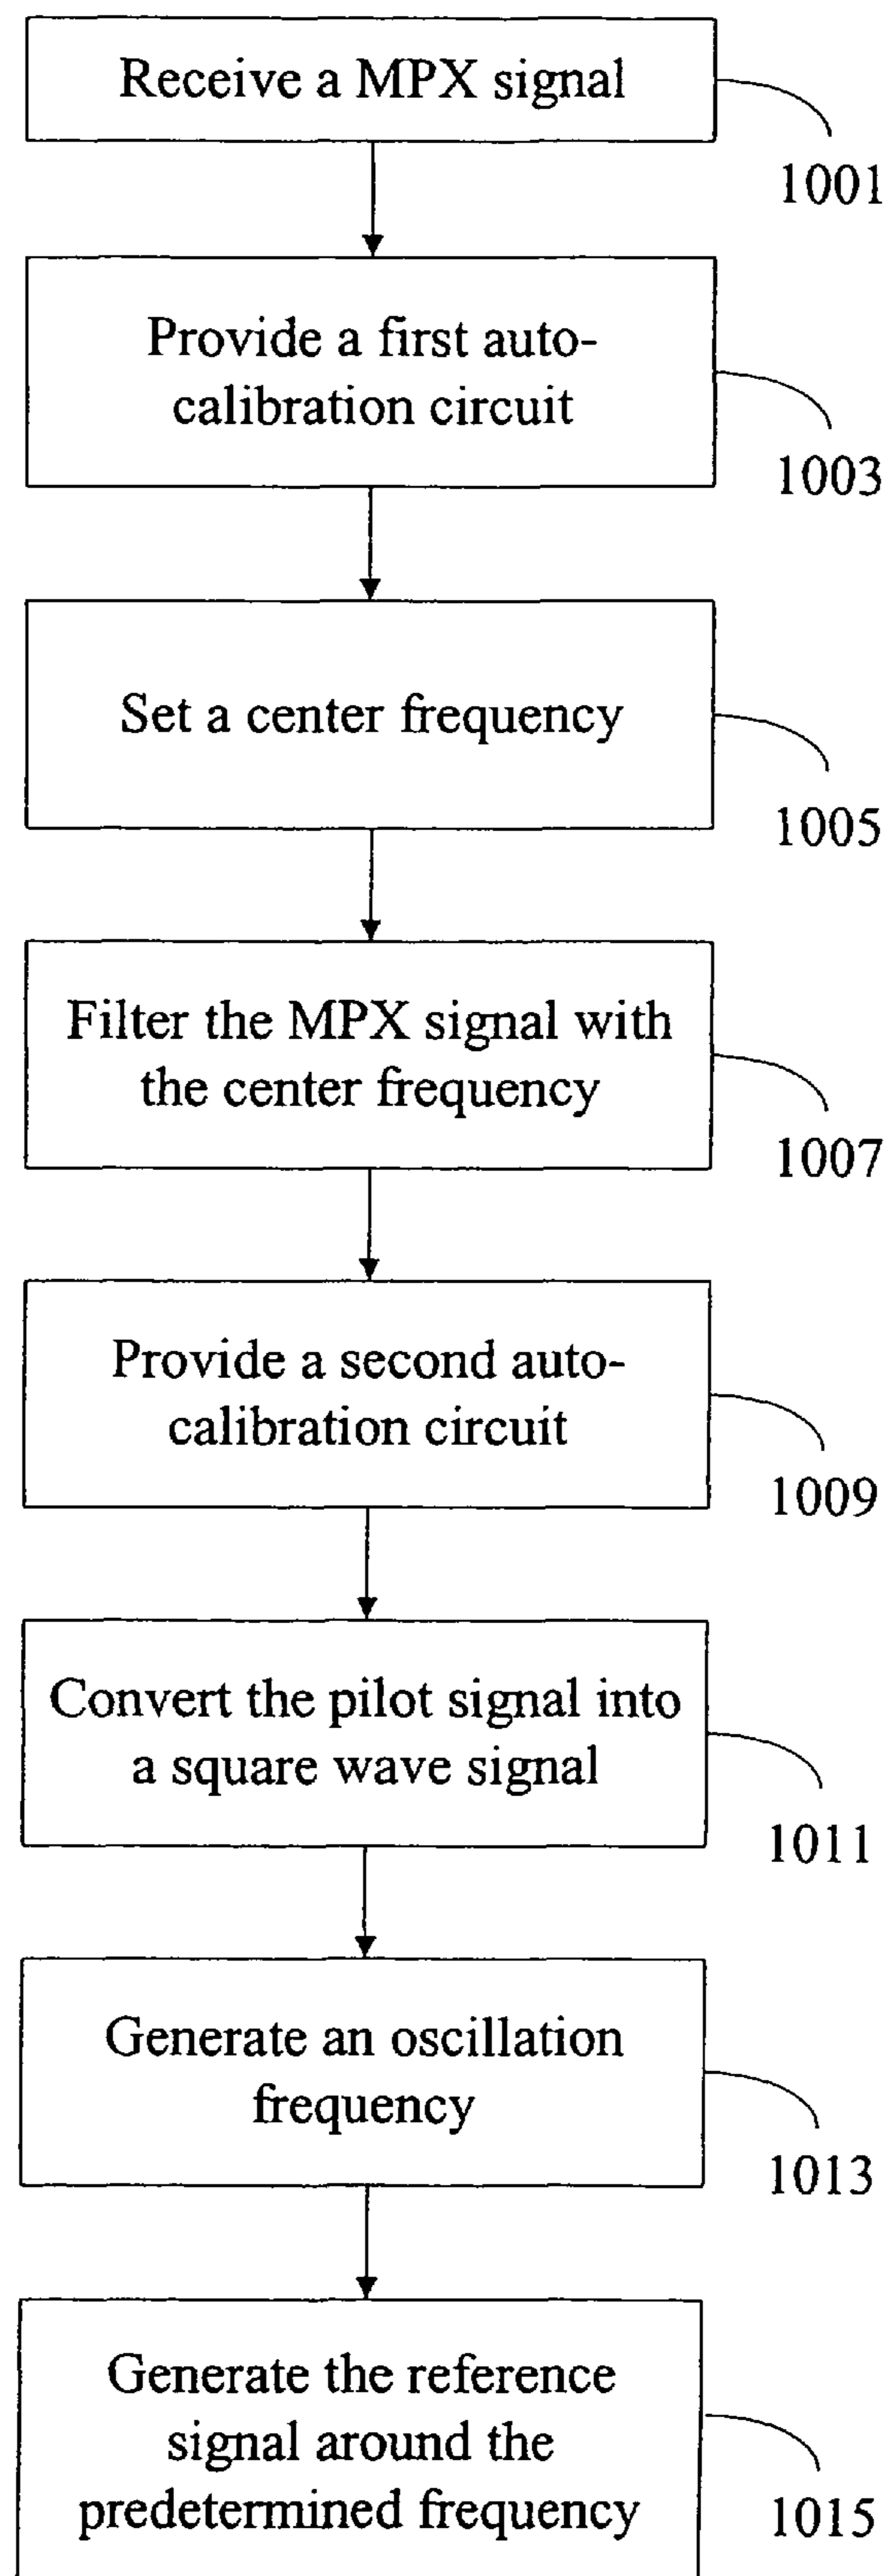 Receive a MPX signal
1001
Provide a first auto-
calibration circuit
1003
Set a center frequency
1005
Filter the MPX signal with
the center frequency
1007
Provide a second auto-
calibration circuit
1009
Convert the pilot signal into
a square wave signal
1011
Generate an oscillation
frequency
1013
Generate the reference
signal around the
predetermined frequency
1015